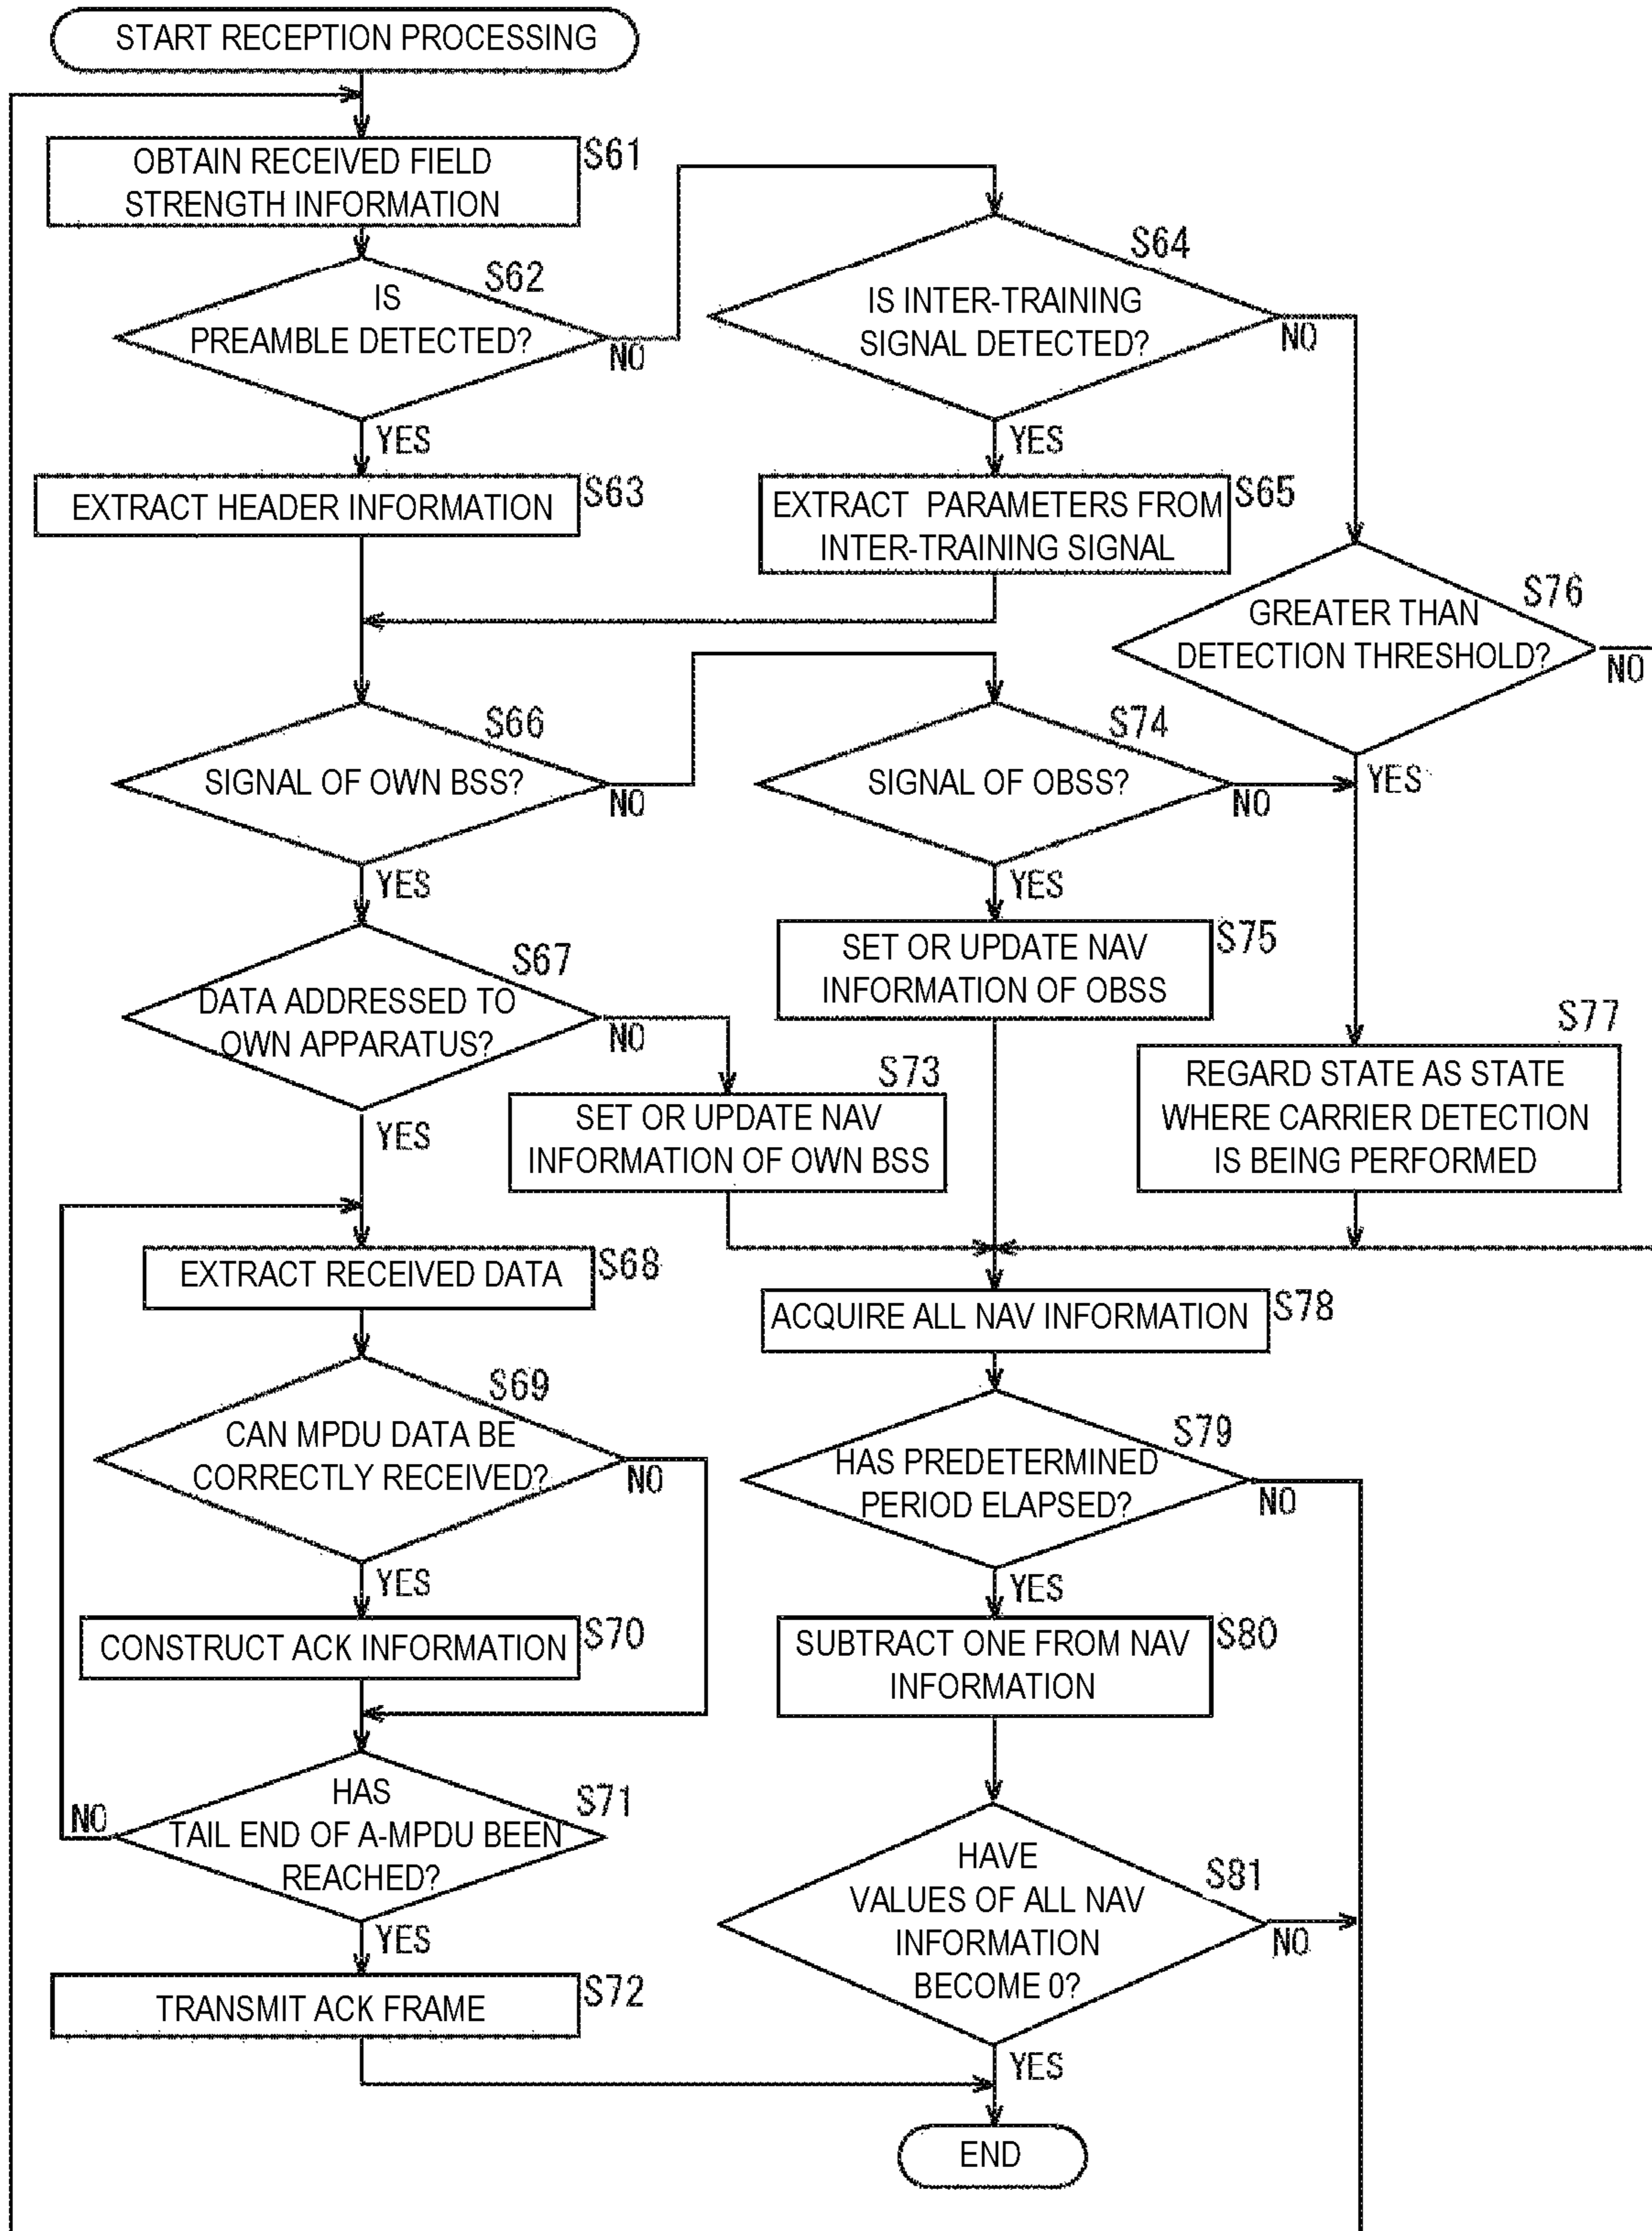 START RECEPTION PROCESSING
OBTAIN RECEIVED FIELD
STRENGTH INFORMATION
S61
IS
PREAMBLE DETECTED?
S62
NO
YES
EXTRACT HEADER INFORMATION
S63
IS INTER-TRAINING
SIGNAL DETECTED?
S64
NO
YES
EXTRACT PARAMETERS FROM
INTER-TRAINING SIGNAL
S65
GREATER THAN
DETECTION THRESHOLD?
S76
NO
YES
SIGNAL OF OWN BSS?
S66
NO
YES
SIGNAL OF OBSS?
S74
NO
YES
DATA ADDRESSED TO
OWN APPARATUS?
S67
NO
YES
SET OR UPDATE NAV
INFORMATION OF OWN BSS
S73
SET OR UPDATE NAV
INFORMATION OF OBSS
S75
REGARD STATE AS STATE
WHERE CARRIER DETECTION
IS BEING PERFORMED
S77
EXTRACT RECEIVED DATA
S68
CAN MPDU DATA BE
CORRECTLY RECEIVED?
S69
NO
YES
CONSTRUCT ACK INFORMATION
S70
HAS
TAIL END OF A-MPDU BEEN
REACHED?
S71
NO
YES
TRANSMIT ACK FRAME
S72
ACQUIRE ALL NAV INFORMATION
S78
HAS PREDETERMINED
PERIOD ELAPSED?
S79
NO
YES
SUBTRACT ONE FROM NAV
INFORMATION
S80
HAVE
VALUES OF ALL NAV
INFORMATION
BECOME 0?
S81
NO
YES
END